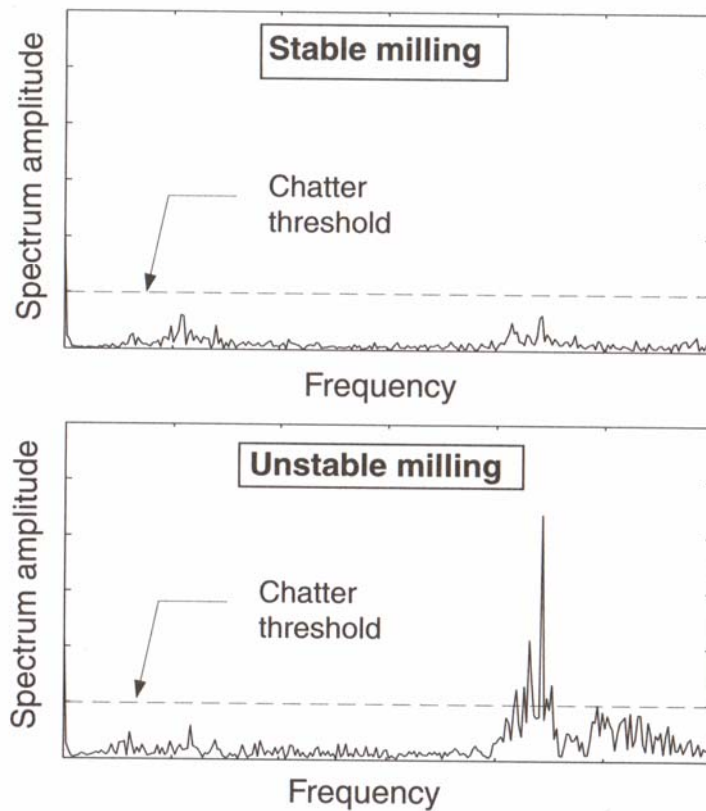 Stable milling
Spectrum amplitude
Chatter
threshold
Frequency
Unstable milling
Spectrum amplitude
Chatter
threshold
Frequency